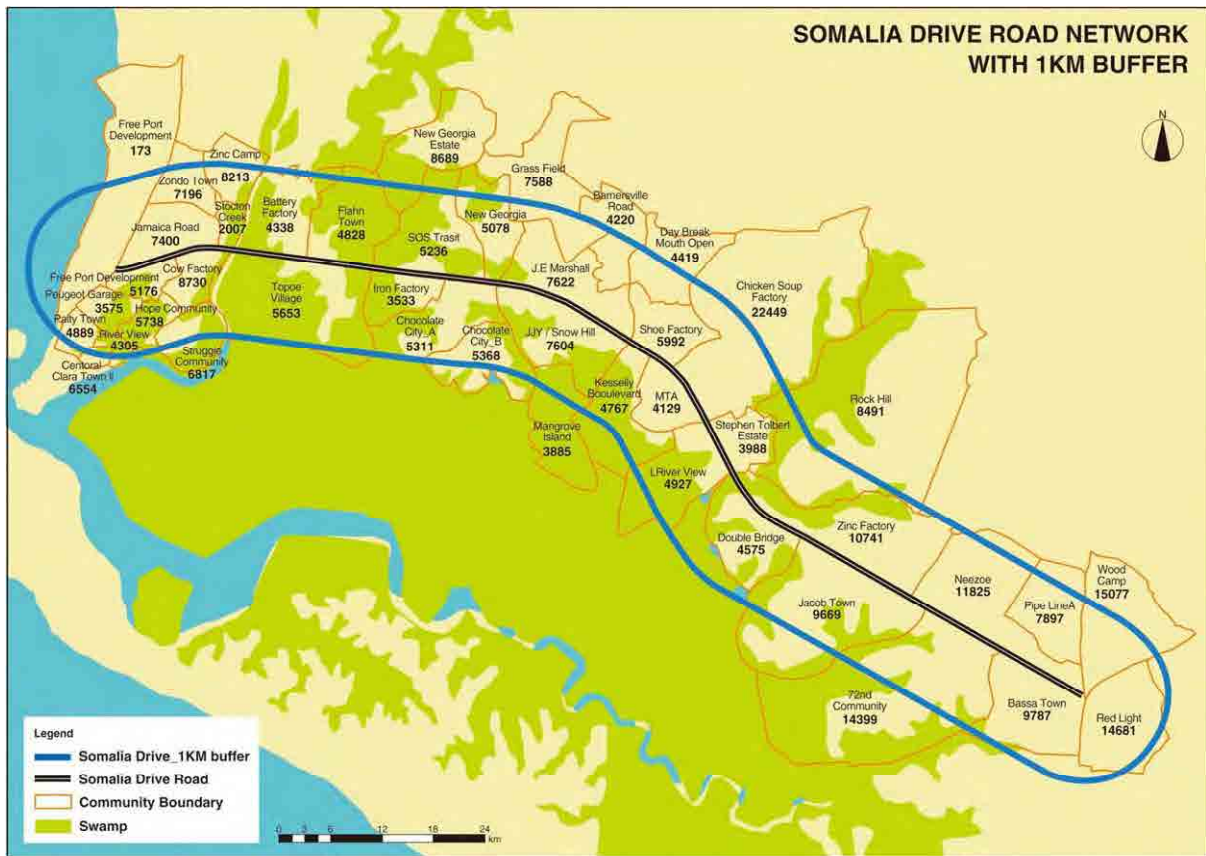 SOMALIA DRIVE ROAD NETWORK
WITH 1KM BUFFER
N
Free Port
Development
173
Zinc Camp
8213
Zondo Town
7196
Stocton
Creek
2007
Battery
Factory
4338
Flahn
Town
4828
New Georgia
Estate
8689
Grass Field
7588
New Georgia
5078
Barnersville
Road
4220
Day Break
Mouth Open
4419
Jamaica Road
7400
SOS Trasit
5236
J.E Marshall
7622
Chicken Soup
Factory
22449
Free Port Development
5176
Cow Factory
8730
Peugeot Garage
3575
Hope Community
5738
Topoe
Village
5653
Iron Factory
3533
Chocolate
City_A
5311
Chocolate
City_B
5368
JJY 7 Snow Hill
7604
Shoe Factory
5992
4889
River View
4305
Struggle
Community
6817
Centoral
Clara Town II
6554
Kesselly
Booulevard
4767
MTA
4129
Rock Hill
8491
Mangrove
Island
3885
Stephen Tolbert
Estate
3988
LRiver View
4927
Double Bridge
4575
Zinc Factory
10741
Neezoe
11825
Wood
Camp
15077
Pipe LineA
7897
Jacob Town
9669
72nd
Community
14399
Bassa Town
9787
Red Light
14681
Legend
Somalia Drive_1KM buffer
Somalia Drive Road
Community Boundary
Swamp
0 3 6 12 18 24
km